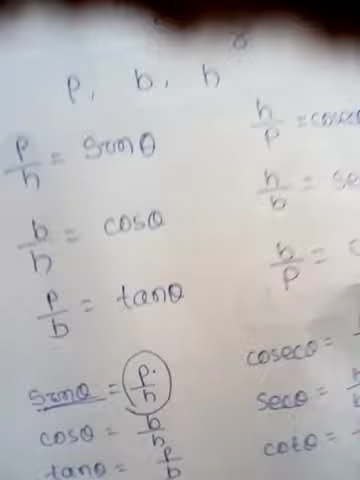 p, b, h
p/h = sinθ h/p = cosec
b/h = cosθ h/b = se
p/b = tanθ b/p = c
cosecθ =
sinθ = p/h
secθ = h/b
cosθ = b/h
cotθ =
tanθ = p/b